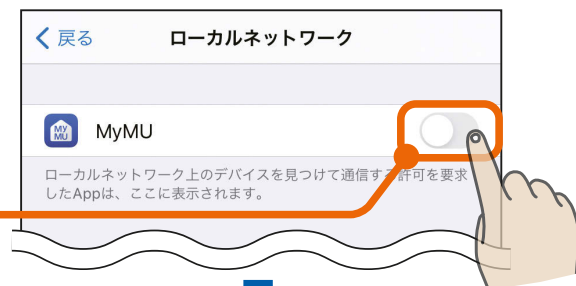 戻る ローカルネットワーク
MY
MU
MyMU
ローカルネットワーク上のデバイスを見つけて通信する許可を要求
したAppは、ここに表示されます。